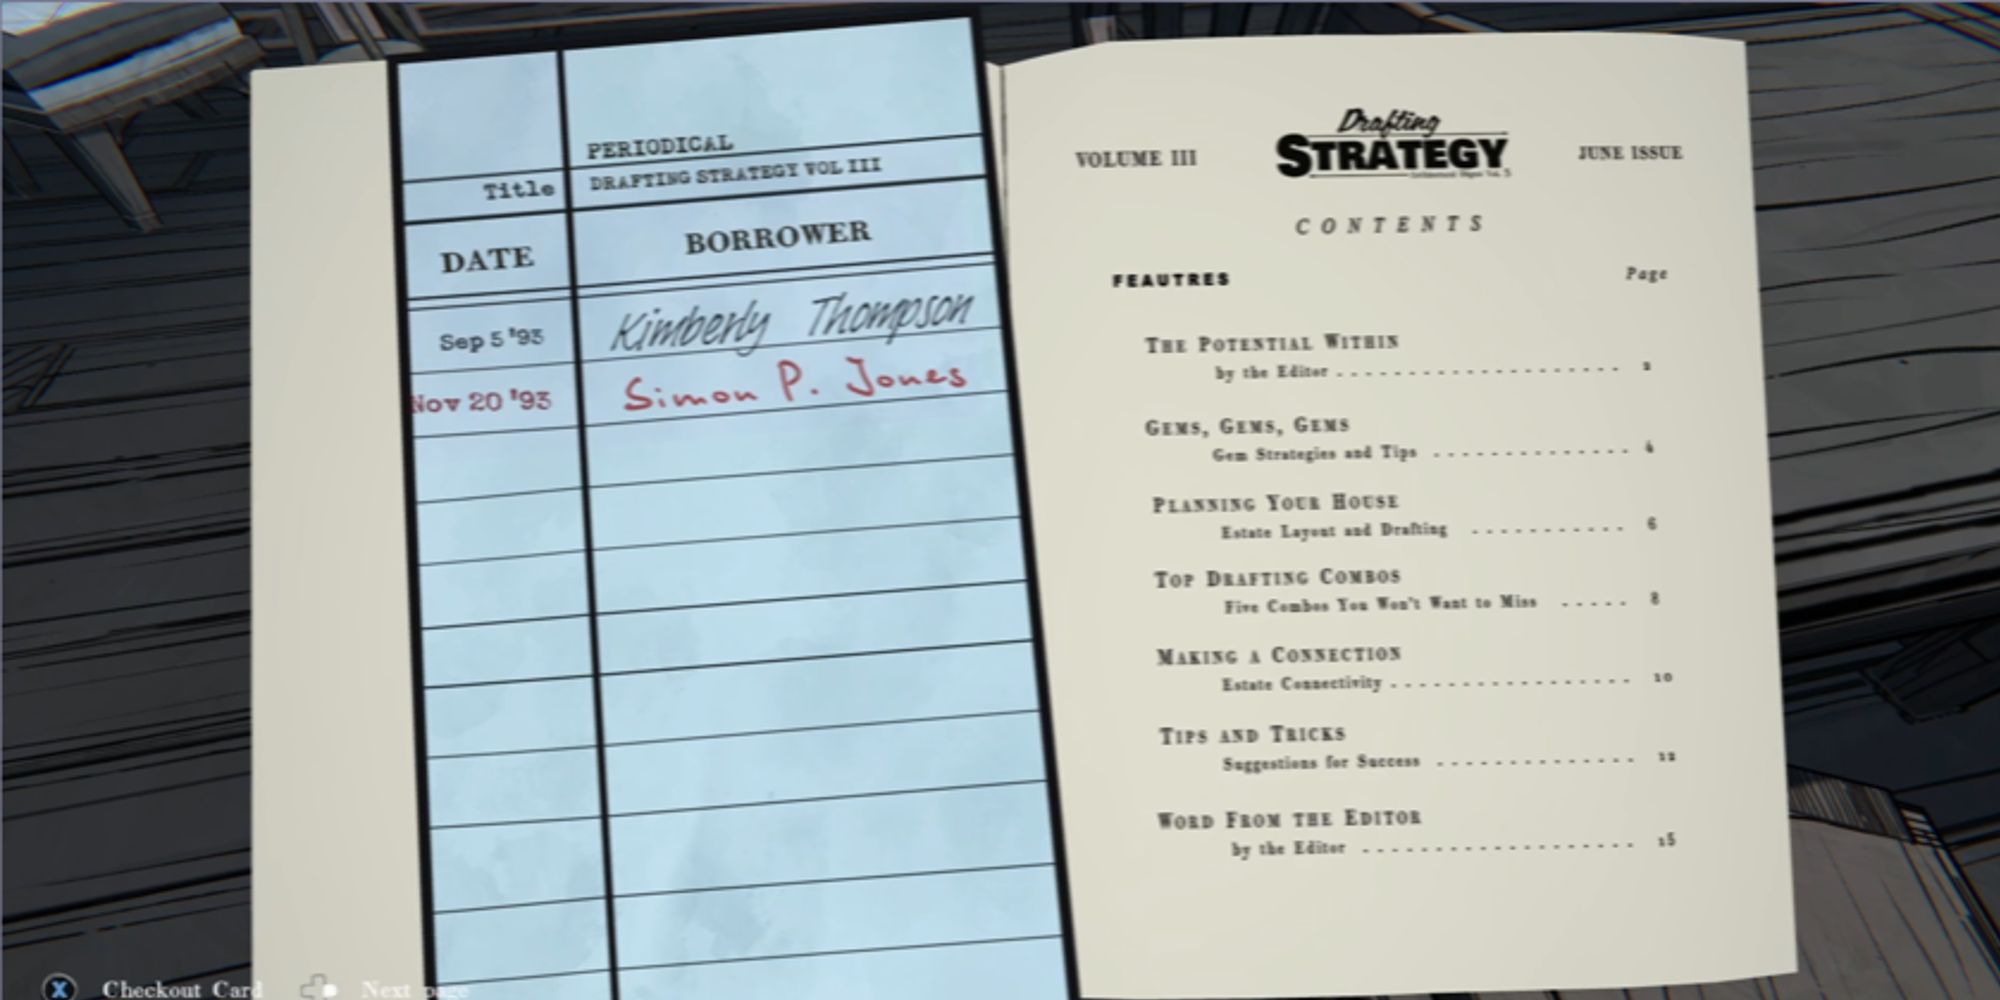 PERIODICAL
Title DRAFTING STRATEGY VOL III
DATE BORROWER
Sep 5 '93 Kimberly Thompson
Nov 20 '93 Simon P. Jones
VOLUME III Drafting STRATEGY JUNE ISSUE
CONTENTS
FEAUTRES Page
THE POTENTIAL WITHIN
by the Editor . . . . . . . . . . . . . . . . . . . . 2
GEMS, GEMS, GEMS
Gem Strategies and Tips . . . . . . . . . . . . . . 4
PLANNING YOUR HOUSE
Estate Layout and Drafting . . . . . . . . . . . 6
TOP DRAFTING COMBOS
Five Combos You Won't Want to Miss . . . . . 8
MAKING A CONNECTION
Estate Connectivity . . . . . . . . . . . . . . . . . 10
TIPS AND TRICKS
Suggestions for Success . . . . . . . . . . . . . . 12
WORD FROM THE EDITOR
by the Editor . . . . . . . . . . . . . . . . . . . 15
X Checkout Card Next page